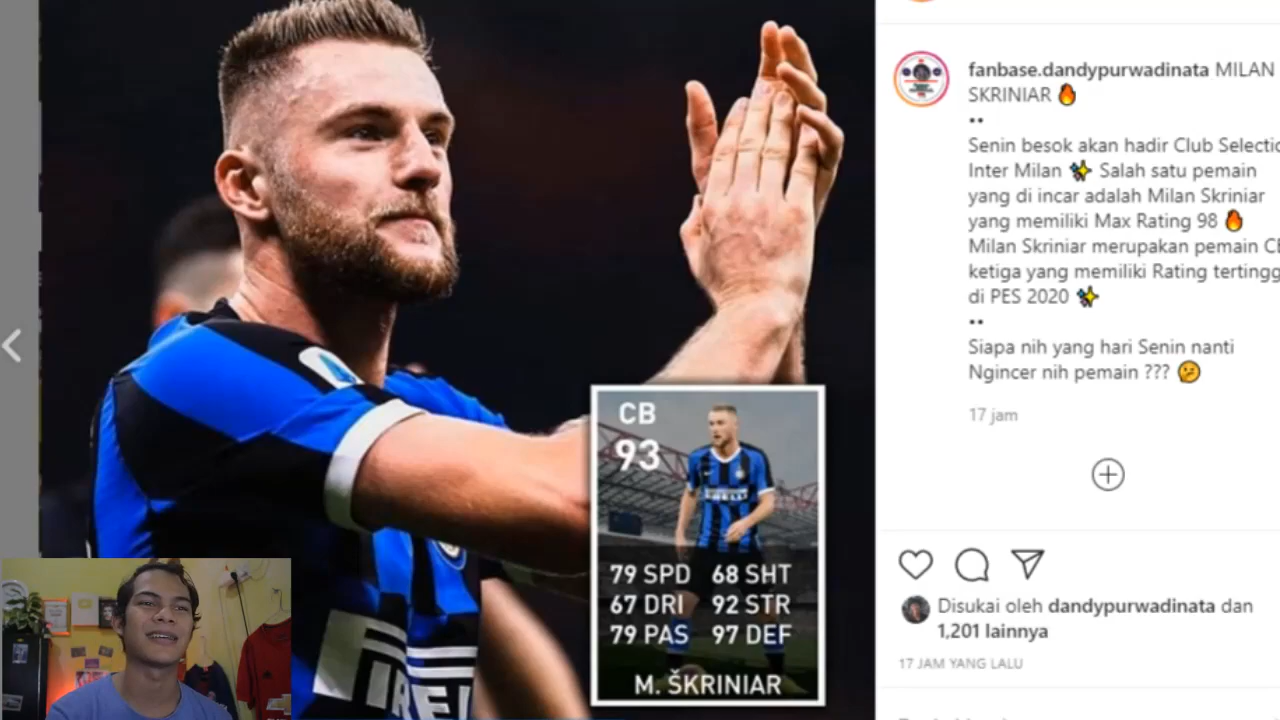 fanbase.dandypurwadinata MILAN
SKRINIAR 🔥
••
Senin besok akan hadir Club Selectio
Inter Milan ✨ Salah satu pemain
yang di incar adalah Milan Skriniar
yang memiliki Max Rating 98 🔥
Milan Skriniar merupakan pemain CB
ketiga yang memiliki Rating tertingg
di PES 2020 ✨
••
Siapa nih yang hari Senin nanti
Ngincer nih pemain ??? 🤔
17 jam
CB
93
PIRELLI
79 SPD 68 SHT
67 DRI 92 STR
79 PAS 97 DEF
M. ŠKRINIAR
Disukai oleh dandypurwadinata dan
1,201 lainnya
17 JAM YANG LALU